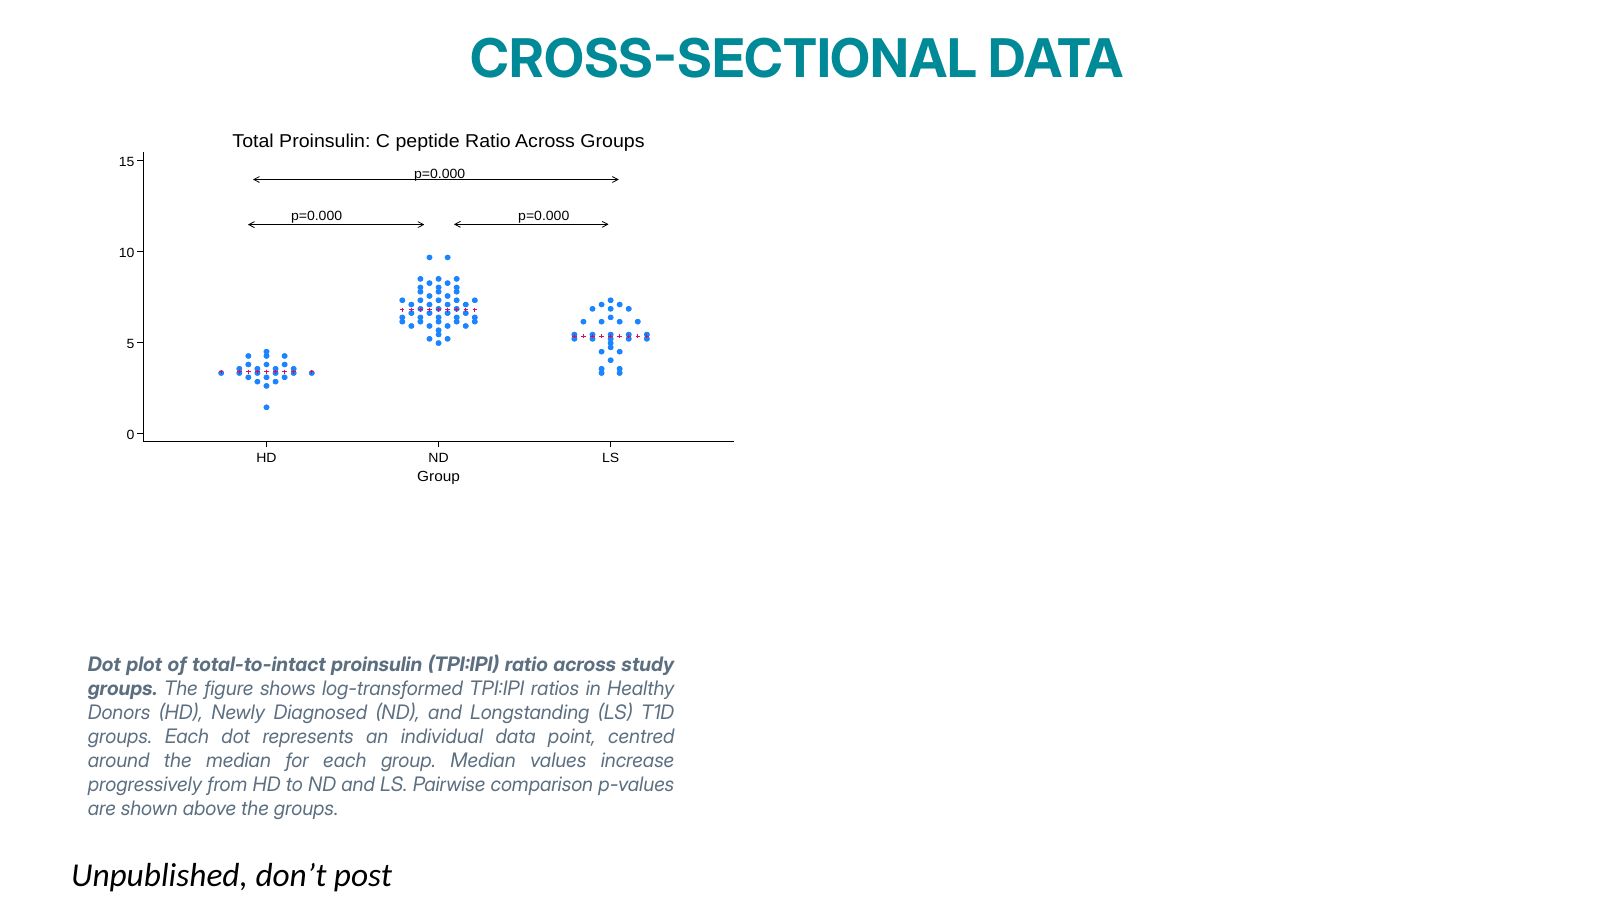 CROSS-SECTIONAL DATA
Total Proinsulin: C peptide Ratio Across Groups
15
p=0.000
p=0.000 p=0.000
10
5
0
HD ND LS
Group
Dot plot of total-to-intact proinsulin (TPI:IPI) ratio across study
groups. The figure shows log-transformed TPI:IPI ratios in Healthy
Donors (HD), Newly Diagnosed (ND), and Longstanding (LS) T1D
groups. Each dot represents an individual data point, centred
around the median for each group. Median values increase
progressively from HD to ND and LS. Pairwise comparison p-values
are shown above the groups.
Unpublished, don’t post